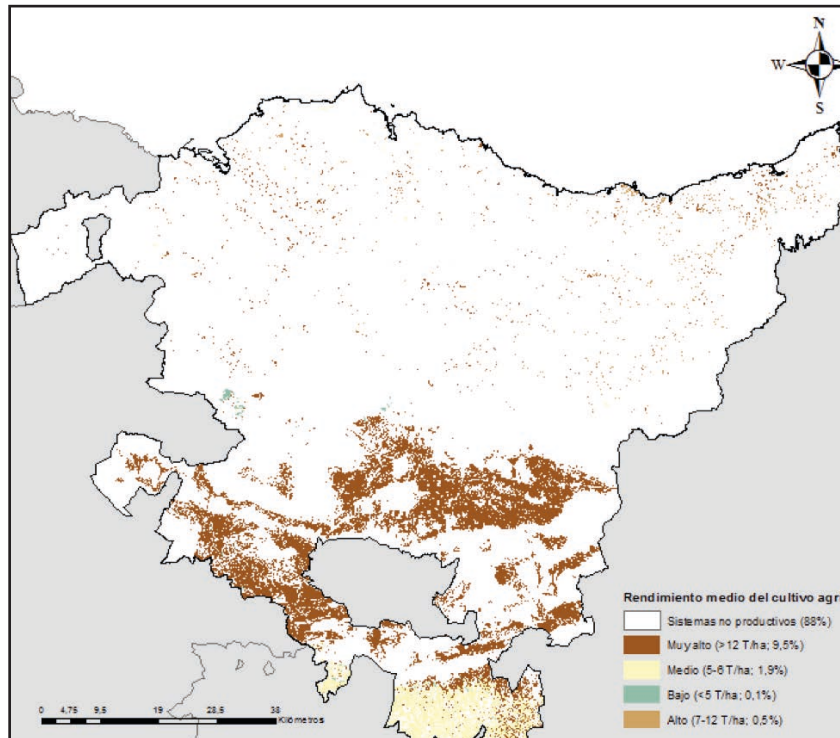 N
W
S
Rendimiento medio del cultivo agri
Sistemas no productivos (88%)
Muy alto (>12 T/ha; 9,5%)
Medio (5-6 T/ha; 1,9%)
Bajo (<5 T/ha; 0,1%)
Alto (7-12 T/ha; 0,5%)
0 4,75 9,5 19 28,5 38
Kilómetros